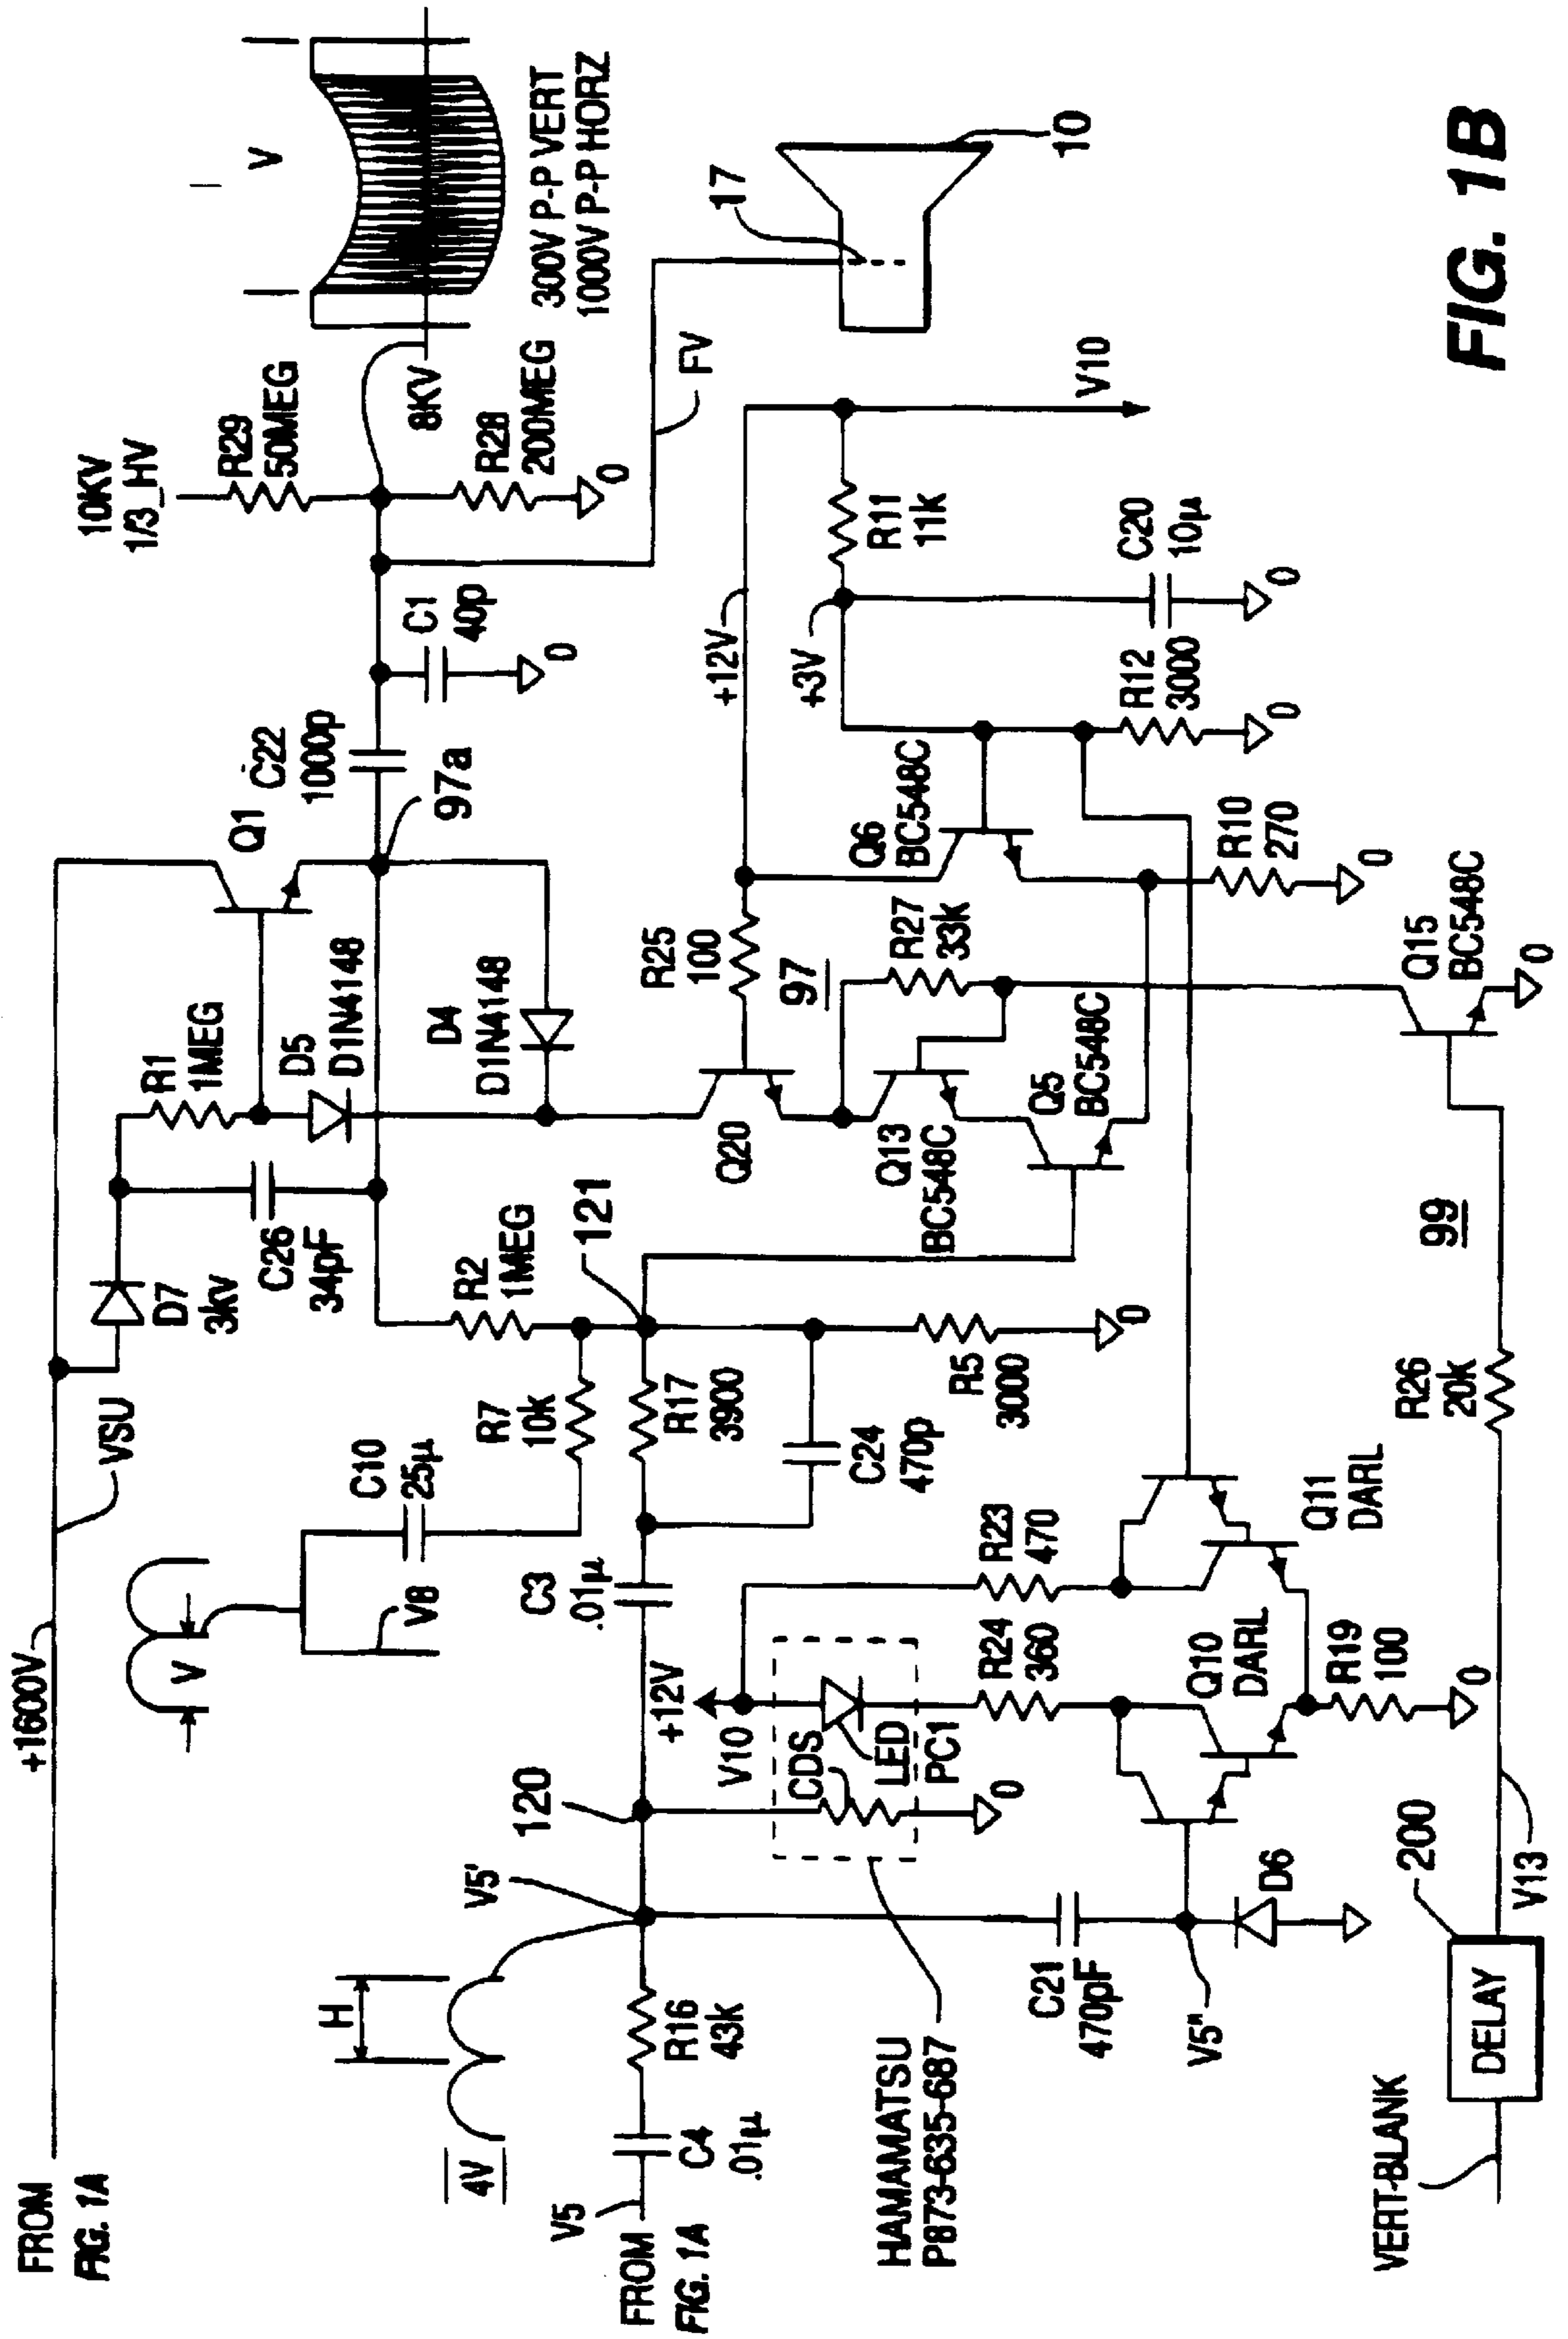 FROM
FIG. 1A
+1600V
VSU
D7
3kv
C26
34pF
R1
1MEG
D5
D1N4148
D4
D1N4148
Q1
C22
1000p
97a
C1
40p
0
10KV
1/3_HV
R29
50MEG
8KV
R28
200MEG
0
V
300V P-P VERT
1000V P-P HORZ
FV
17
10
V
V8
C10
25µ
R7
10k
R2
1MEG
121
R17
3900
C24
470p
R5
3000
0
C3
.01µ
120
V5'
H
4V
R16
43k
C4
.01µ
V5
FROM
FIG. 1A
+12V
V10
CDS
LED
PC1
0
HAMAMATSU
P873-635-687
R23
470
R24
360
Q10
DARL
Q11
DARL
R19
100
0
C21
470pF
V5"
D6
Q20
R25
100
97
R27
33k
Q13
BC548C
Q5
BC548C
Q6
BC548C
+12V
+3V
R11
11k
V10
C20
10µ
0
R12
3000
0
R10
270
0
Q15
BC548C
0
99
R26
20k
V13
200
DELAY
VERT-BLANK
FIG. 1B